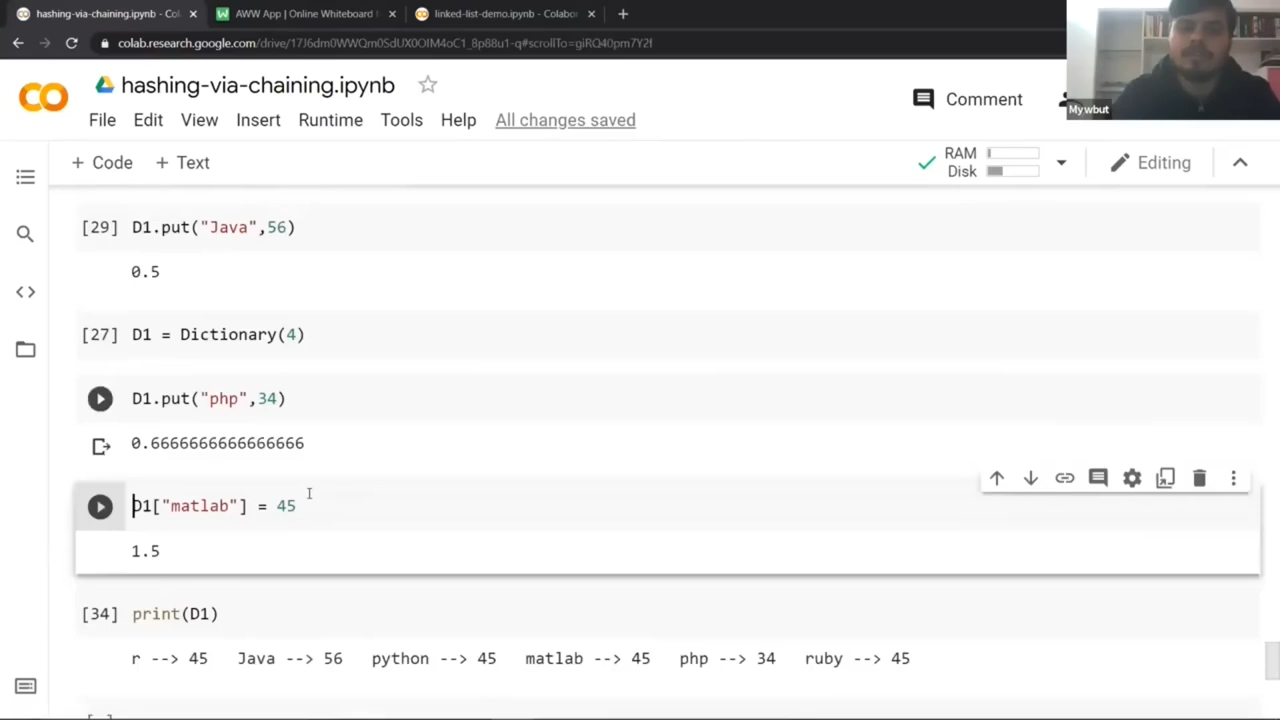 hashing-via-chaining.ipynb - Col
AWW App | Online Whiteboard f
linked-list-demo.ipynb - Colabo
colab.research.google.com/drive/17J6dm0WWQm0SdUX0OIM4oC1_8p88u1-q#scrollTo=giRQ40pm7Y2f
Mywbut
CO
hashing-via-chaining.ipynb
Comment
File Edit View Insert Runtime Tools Help All changes saved
+ Code + Text
RAM
Disk
Editing
[29] D1.put("Java",56)
0.5
[27] D1 = Dictionary(4)
D1.put("php",34)
0.6666666666666666
D1["matlab"] = 45
1.5
[34] print(D1)
r --> 45 Java --> 56 python --> 45 matlab --> 45 php --> 34 ruby --> 45